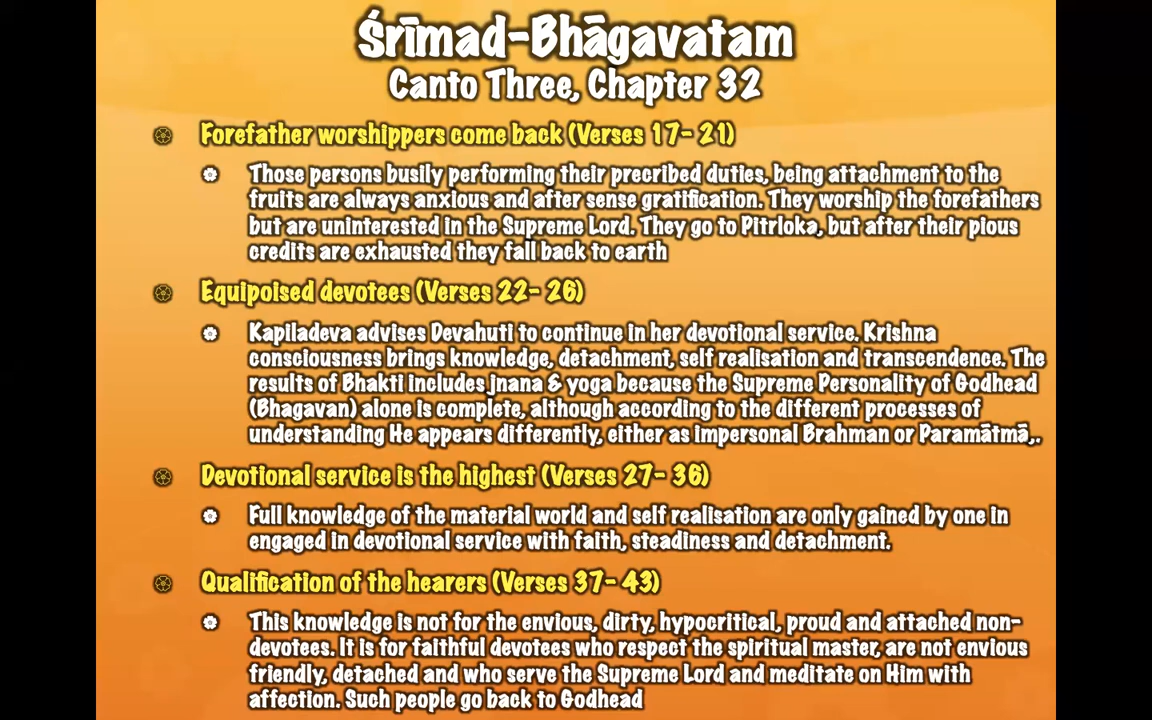 Śrīmad-Bhāgavatam
Canto Three, Chapter 32
Forefather worshippers come back (Verses 17- 21)
Those persons busily performing their precribed duties, being attachment to the
fruits are always anxious and after sense gratification. They worship the forefathers
but are uninterested in the Supreme Lord. They go to Pitrloka, but after their pious
credits are exhausted they fall back to earth
Equipoised devotees (Verses 22- 26)
Kapiladeva advises Devahuti to continue in her devotional service. Krishna
consciousness brings knowledge, detachment, self realisation and transcendence. The
results of Bhakti includes jnana & yoga because the Supreme Personality of Godhead
(Bhagavan) alone is complete, although according to the different processes of
understanding He appears differently, either as impersonal Brahman or Paramātmā,.
Devotional service is the highest (Verses 27- 36)
Full knowledge of the material world and self realisation are only gained by one in
engaged in devotional service with faith, steadiness and detachment.
Qualification of the hearers (Verses 37- 43)
This knowledge is not for the envious, dirty, hypocritical, proud and attached non-
devotees. It is for faithful devotees who respect the spiritual master, are not envious
friendly, detached and who serve the Supreme Lord and meditate on Him with
affection. Such people go back to Godhead